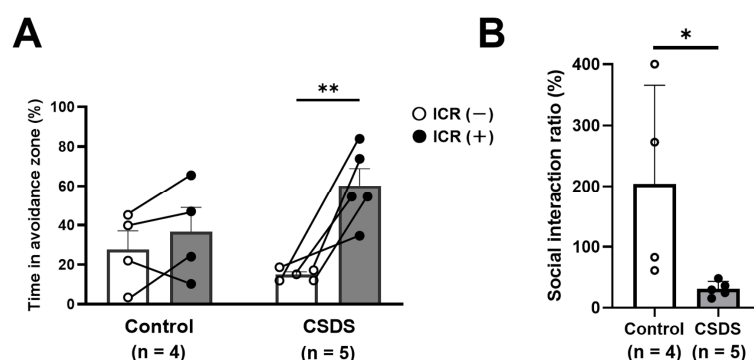 A
Time in avoidance zone (%)
100
80
60
40
20
0
**
ICR (−)
ICR (+)
Control
(n = 4)
CSDS
(n = 5)
B
Social interaction ratio (%)
400
300
200
100
0
*
Control
(n = 4)
CSDS
(n = 5)